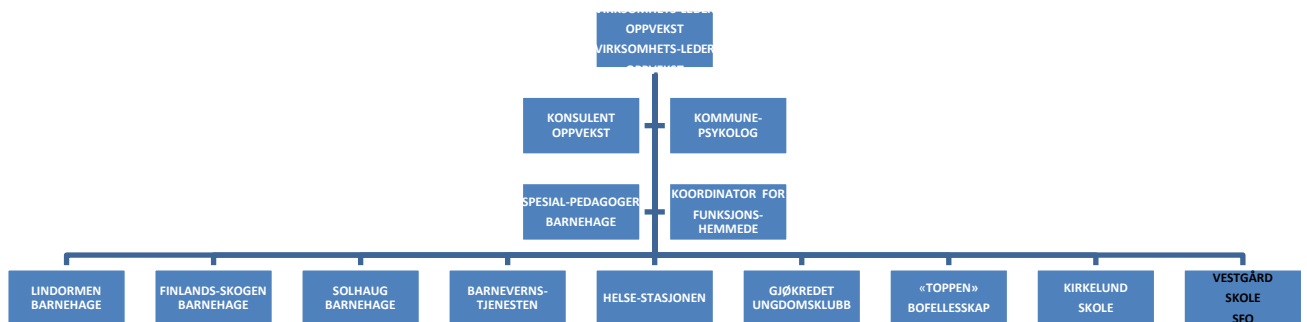 OPPVEKST
VIRKSOMHETS-LEDER
OPPVEKST
KONSULENT
OPPVEKST
KOMMUNE-
PSYKOLOG
SPESIAL-PEDAGOGER
BARNEHAGE
KOORDINATOR FOR
FUNKSJONS-
HEMMEDE
LINDORMEN
BARNEHAGE
FINLANDS-SKOGEN
BARNEHAGE
SOLHAUG
BARNEHAGE
BARNEVERNS-
TJENESTEN
HELSE-STASJONEN
GJØKREDET
UNGDOMSKLUBB
«TOPPEN»
BOFELLESSKAP
KIRKELUND
SKOLE
VESTGÅRD
SKOLE
SFO